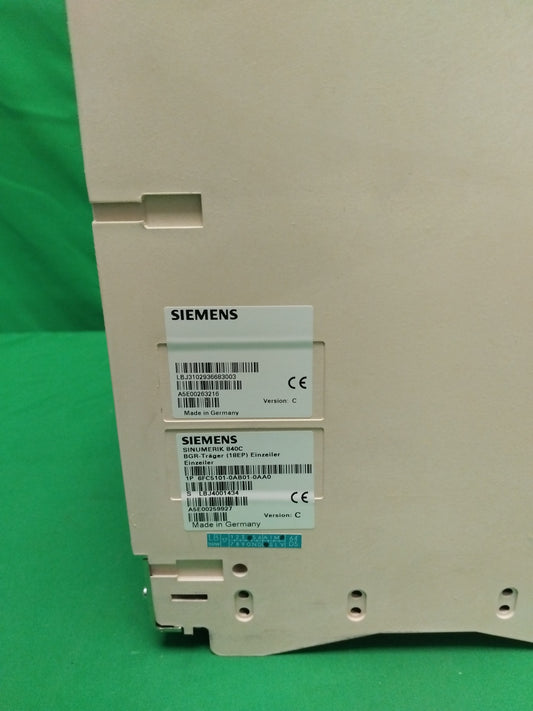 SIEMENS
LBJ3102936683003
A5E00263216
Version: C
CE
Made in Germany
SIEMENS
SINUMERIK 840C
BGR-Träger (18EP) Einzeiler
Einzeiler
1P 6FC5101-0AB01-0AA0
S LBJ4001434
CE
A5E00259927
Version: C
Made in Germany